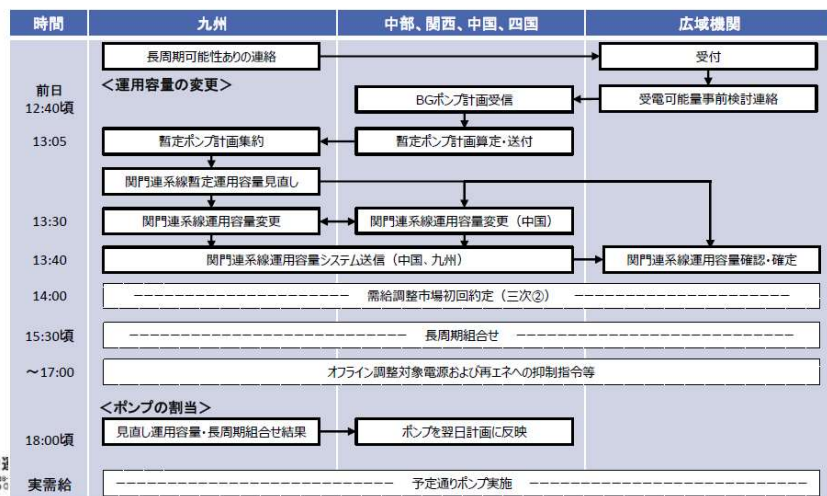 時間 九州 中部、関西、中国、四国 広域機関
長周期可能性ありの連絡 受付
前日
12:40頃
＜運用容量の変更＞
BGポンプ計画受信 受電可能量事前検討連絡
13:05 暫定ポンプ計画集約 暫定ポンプ計画算定・送付
関門連系線暫定運用容量見直し
13:30 関門連系線運用容量変更 関門連系線運用容量変更（中国）
13:40 関門連系線運用容量システム送信（中国、九州） 関門連系線運用容量確認・確定
14:00 需給調整市場初回約定（三次②）
15:30頃 長周期組合せ
～17:00 オフライン調整対象電源および再エネへの抑制指令等
＜ポンプの割当＞
18:00頃 見直し運用容量・長周期組合せ結果 ポンプを翌日計画に反映
実需給 予定通りポンプ実施